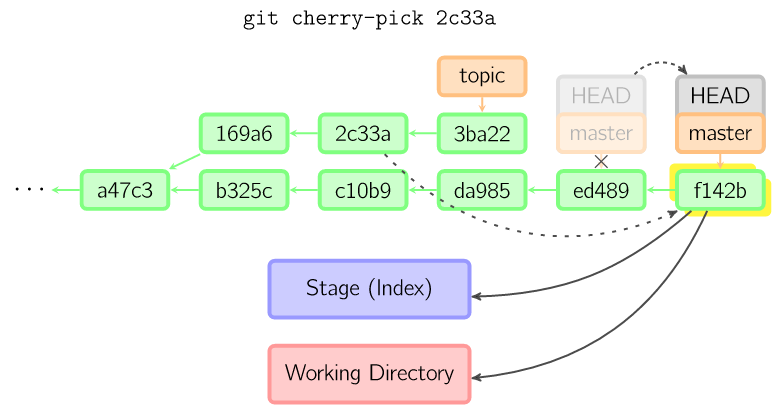 git cherry-pick 2c33a
topic
HEAD
HEAD
master
master
169a6
2c33a
3ba22
...
a47c3
b325c
c10b9
da985
ed489
f142b
Stage (Index)
Working Directory